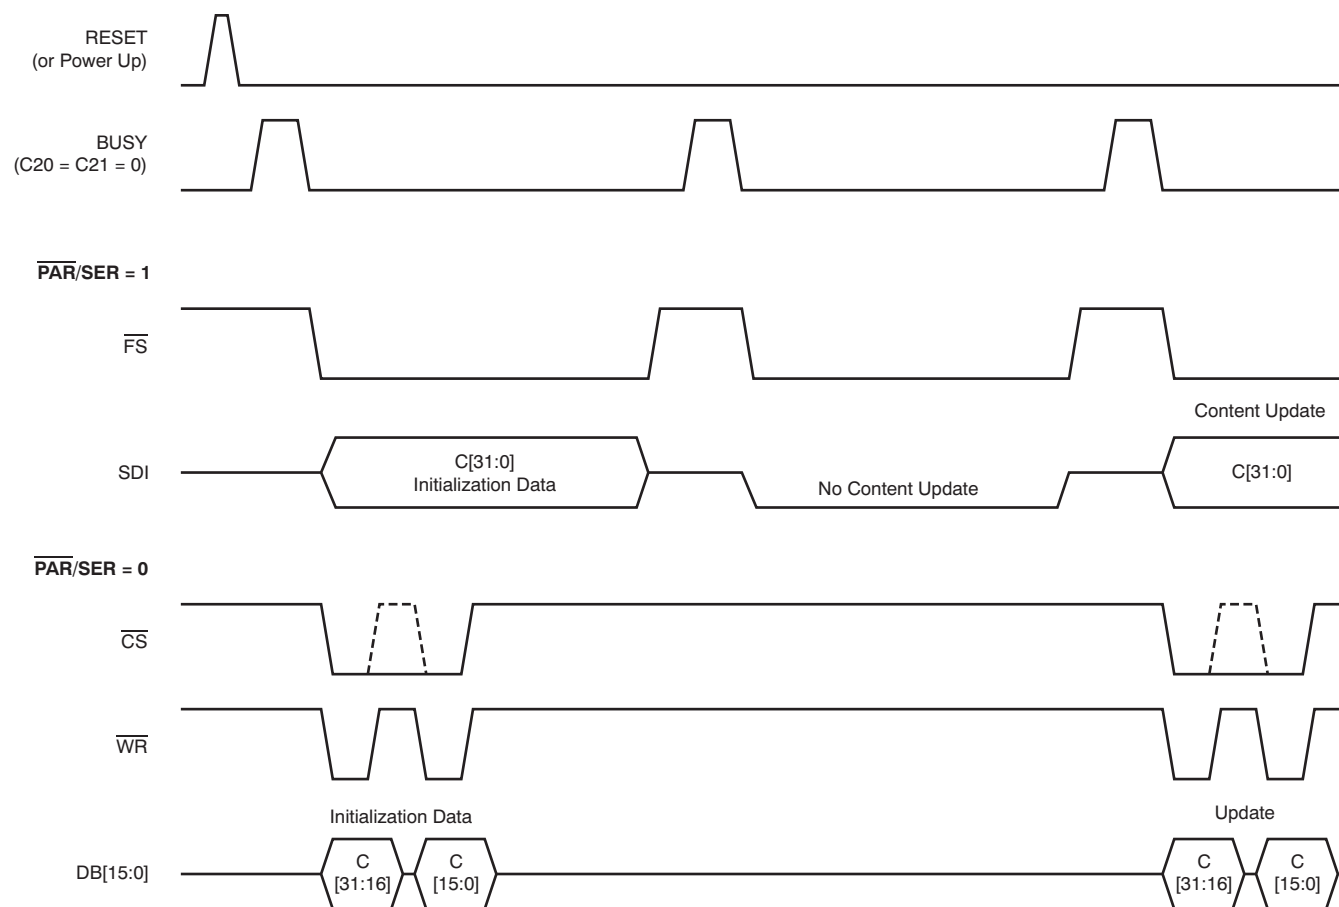 RESET
(or Power Up)
BUSY
(C20 = C21 = 0)
PAR/SER = 1
FS
Content Update
SDI
C[31:0]
Initialization Data
No Content Update
C[31:0]
PAR/SER = 0
CS
WR
Initialization Data
Update
DB[15:0]
C
[31:16]
C
[15:0]
C
[31:16]
C
[15:0]